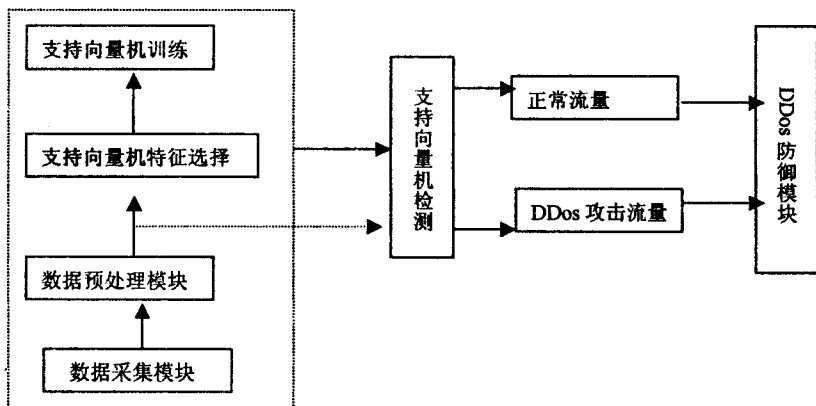 支持向量机训练
支持向量机特征选择
数据预处理模块
数据采集模块
支持向量机检测
正常流量
DDos 攻击流量
DDos 防御模块